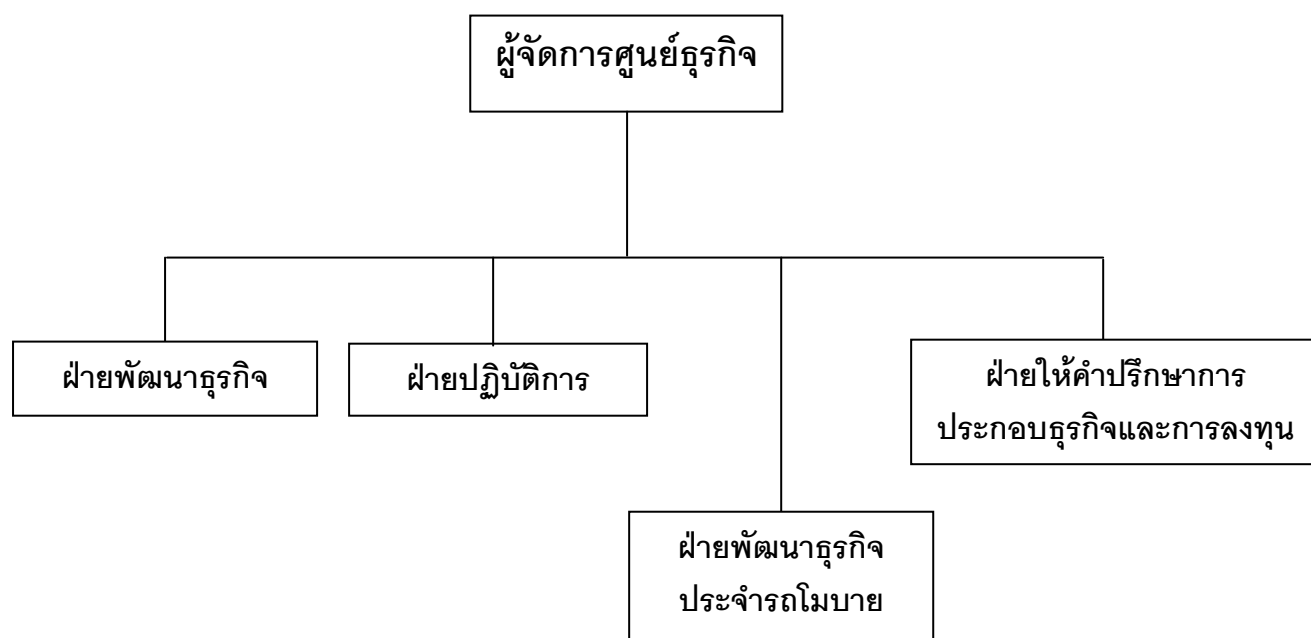 ผู้จัดการศูนย์ธุรกิจ
ฝ่ายพัฒนาธุรกิจ
ฝ่ายปฏิบัติการ
ฝ่ายให้คำปรึกษาการ
ประกอบธุรกิจและการลงทุน
ฝ่ายพัฒนาธุรกิจ
ประจำรถโมบาย